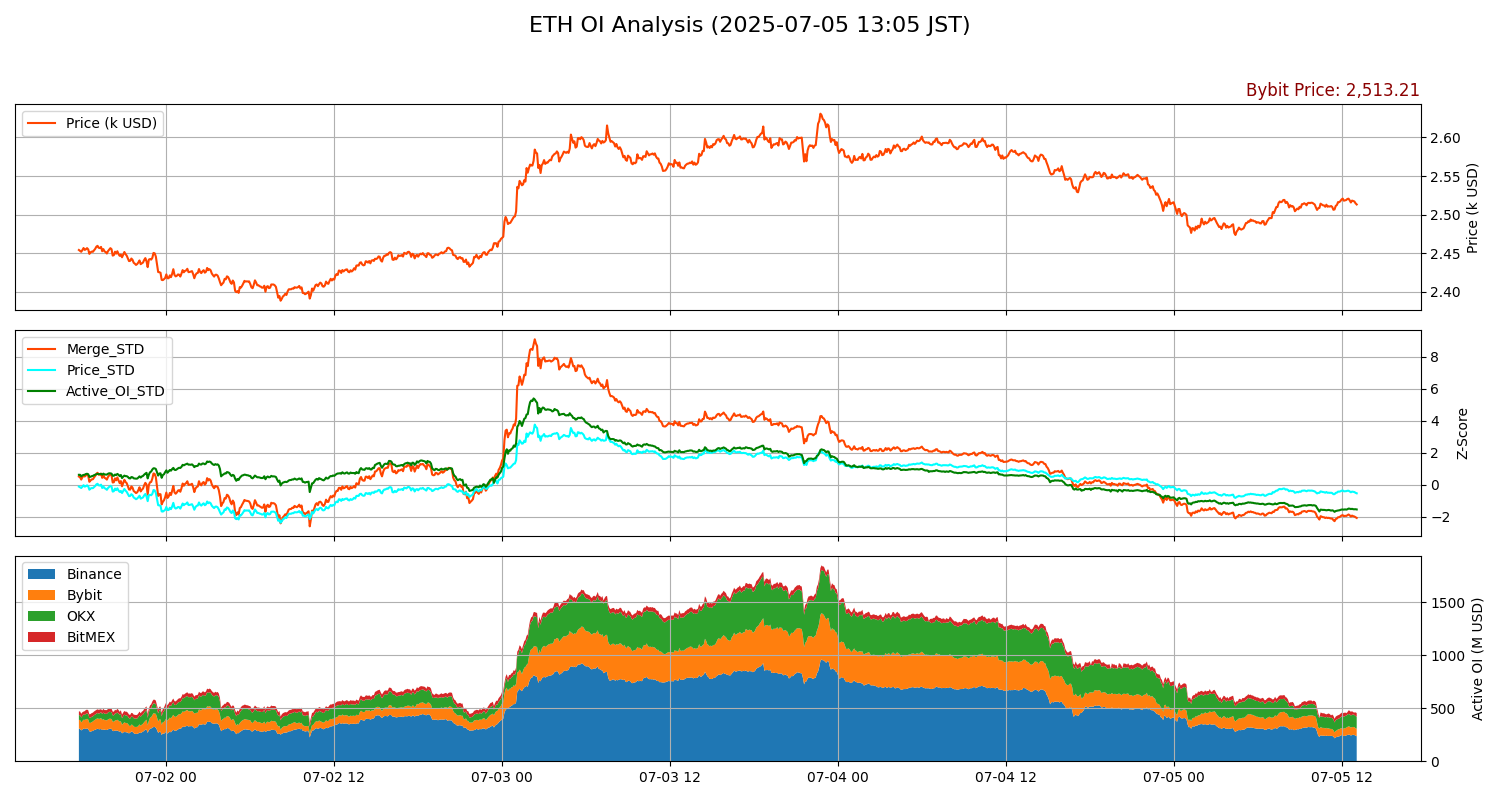 ETH OI Analysis (2025-07-05 13:05 JST)
Bybit Price: 2,513.21
Price (k USD)
2.60
2.55
2.50
2.45
2.40
Price (k USD)
Merge_STD
Price_STD
Active_OI_STD
8
6
4
2
0
−2
Z-Score
Binance
Bybit
OKX
BitMEX
1500
1000
500
0
Active OI (M USD)
07-02 00
07-02 12
07-03 00
07-03 12
07-04 00
07-04 12
07-05 00
07-05 12